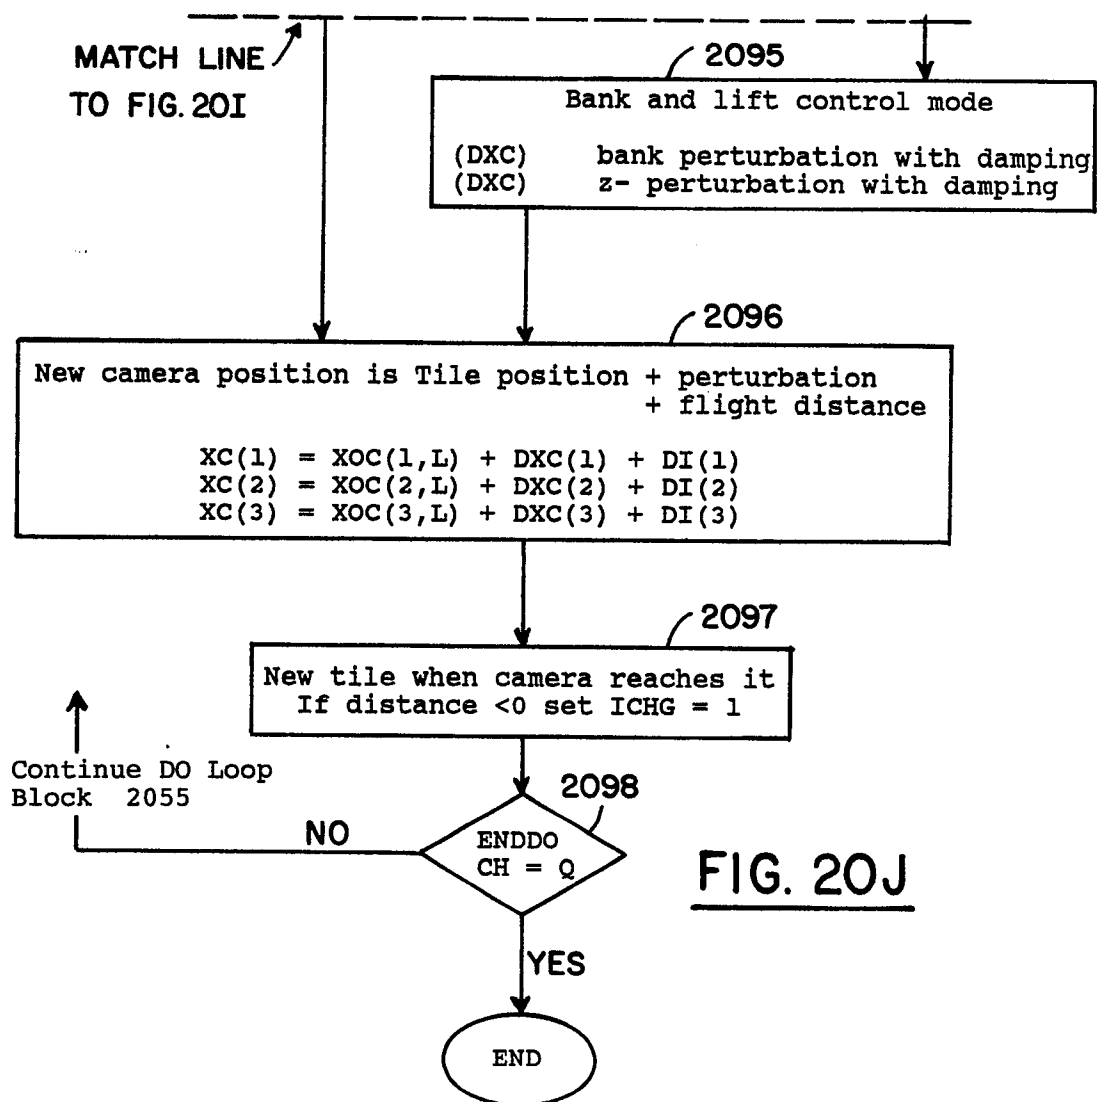 MATCH LINE
TO FIG. 20I
2095
Bank and lift control mode
(DXC) bank perturbation with damping
(DXC) z- perturbation with damping
2096
New camera position is Tile position + perturbation
+ flight distance
XC(1) = XOC(1,L) + DXC(1) + DI(1)
XC(2) = XOC(2,L) + DXC(2) + DI(2)
XC(3) = XOC(3,L) + DXC(3) + DI(3)
2097
New tile when camera reaches it
If distance <0 set ICHG = 1
Continue DO Loop
Block 2055
2098
NO
ENDDO
CH = Q
FIG. 20J
YES
END